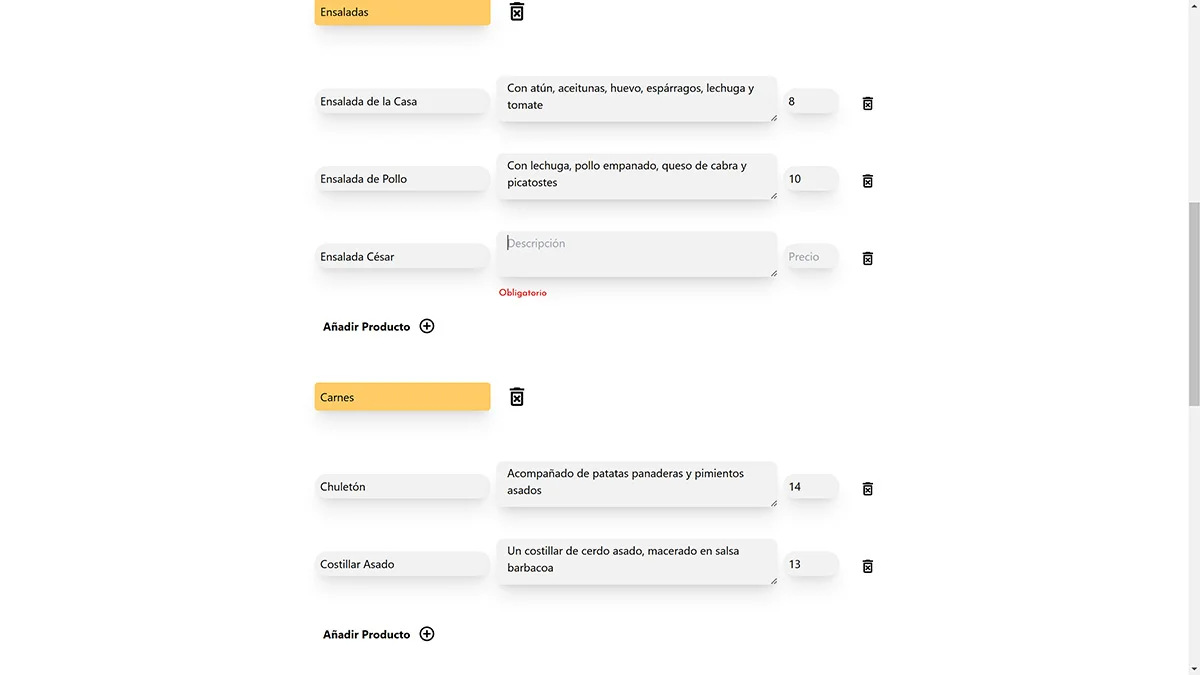 Ensaladas
Ensalada de la Casa
Con atún, aceitunas, huevo, espárragos, lechuga y
tomate
8
Ensalada de Pollo
Con lechuga, pollo empanado, queso de cabra y
picatostes
10
Ensalada César
Descripción
Precio
Obligatorio
Añadir Producto
Carnes
Chuletón
Acompañado de patatas panaderas y pimientos
asados
14
Costillar Asado
Un costillar de cerdo asado, macerado en salsa
barbacoa
13
Añadir Producto